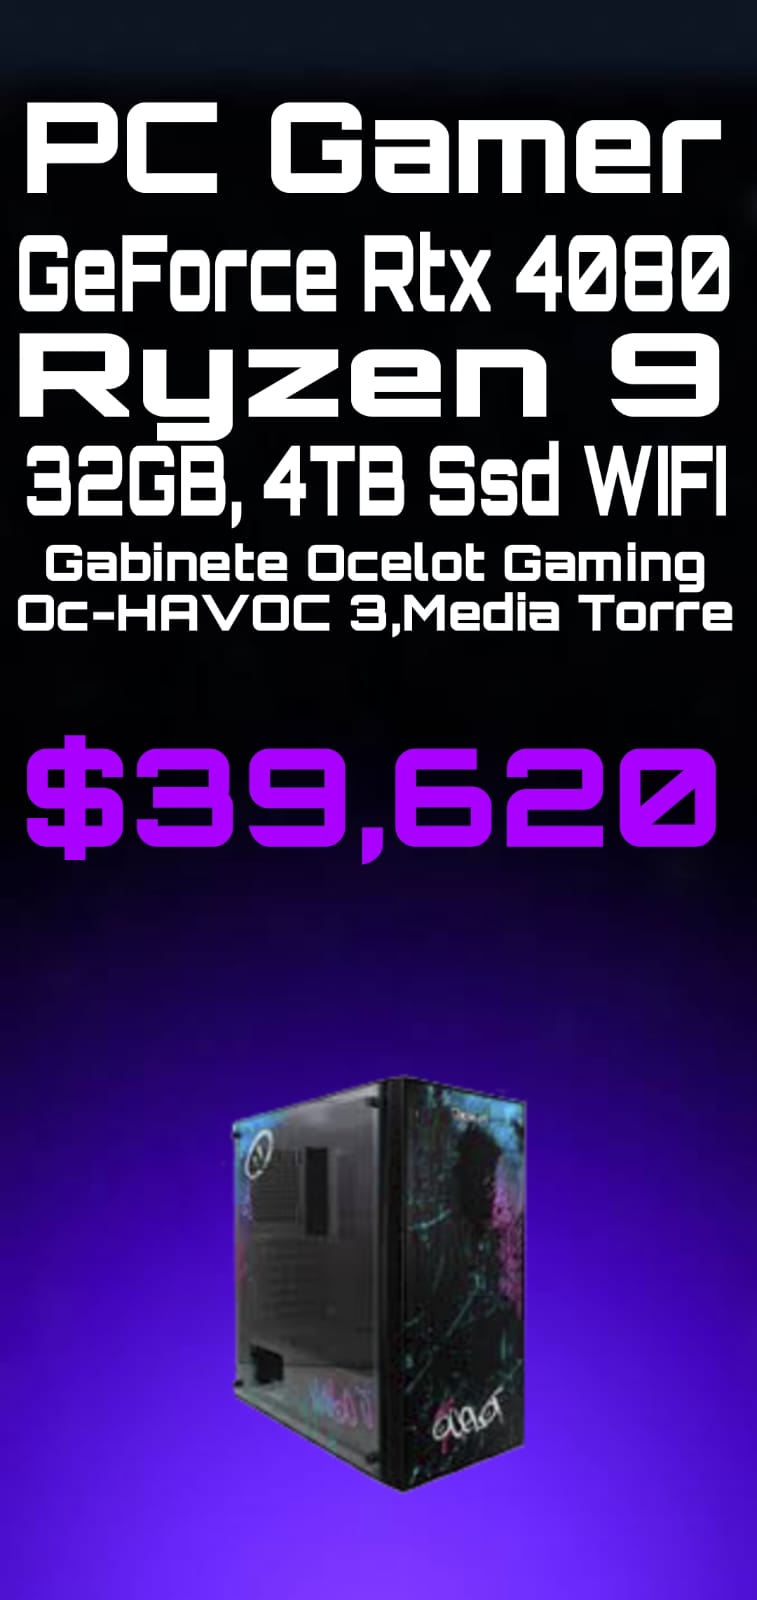 PC Gamer
GeForce Rtx 4080
Ryzen 9
32GB, 4TB Ssd WIFI
Gabinete Ocelot Gaming
Oc-HAVOC 3,Media Torre
$39,620
ocelot